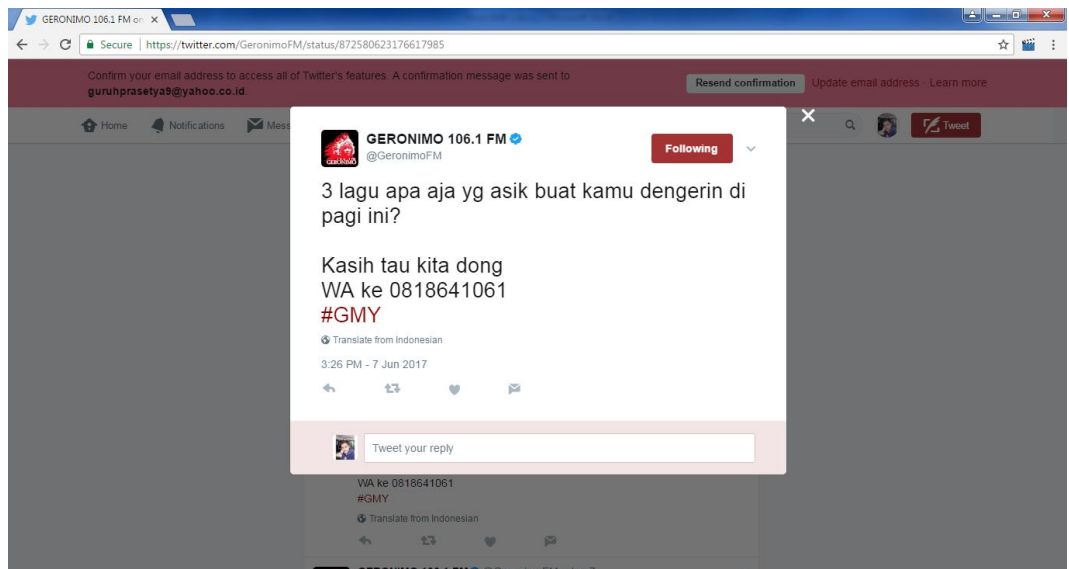 GERONIMO 106.1 FM on
Secure | https://twitter.com/GeronimoFM/status/872580623176617985
Confirm your email address to access all of Twitter's features. A confirmation message was sent to
guruhprasetya9@yahoo.co.id.
Resend confirmation Update email address · Learn more
Home Notifications Mess
Tweet
GERONIMO 106.1 FM
@GeronimoFM
Following
3 lagu apa aja yg asik buat kamu dengerin di
pagi ini?
Kasih tau kita dong
WA ke 0818641061
#GMY
Translate from Indonesian
3:26 PM - 7 Jun 2017
Tweet your reply
WA ke 0818641061
#GMY
Translate from Indonesian